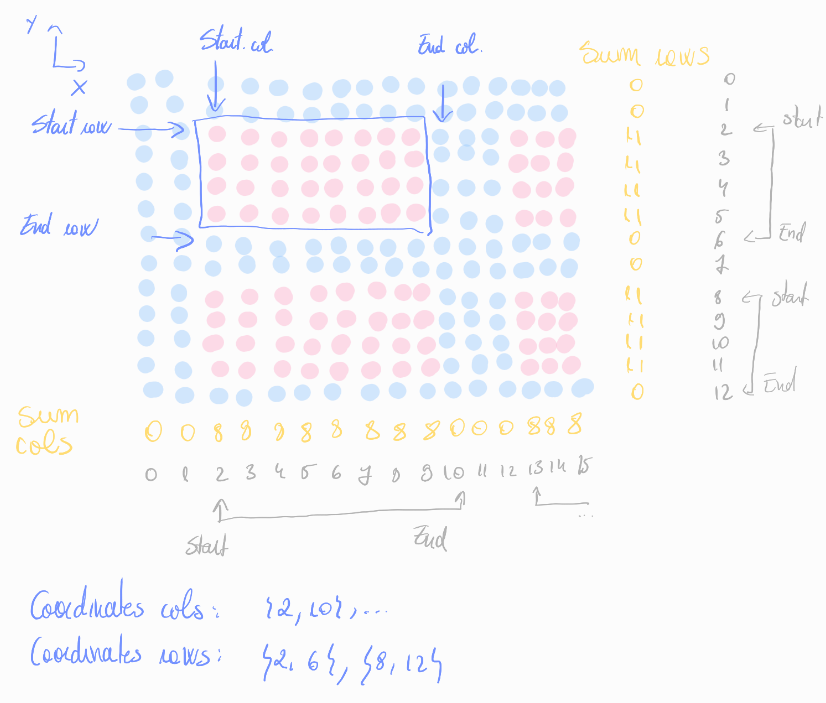 Y
X
Start col
End col.
Sum rows
Start row
End row
0 0
0 1
11 2 start
11 3
11 4
11 5
0 6 End
0 7
11 8 start
11 9
11 10
11 11
0 12 End
Sum cols
0 0 8 8 8 8 8 8 8 8 0 0 0 8 8 8
0 1 2 3 4 5 6 7 8 9 10 11 12 13 14 15
Start End ...
Coordinates cols: {2, 10}, ...
Coordinates rows: {2, 6}, {8, 12}